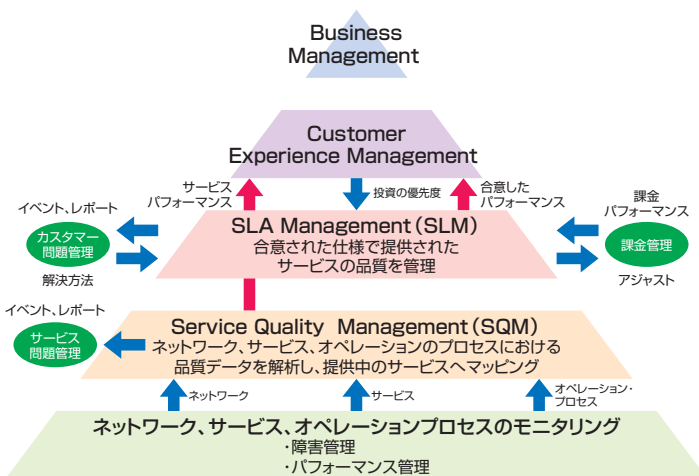 Business
Management
Customer
Experience Management
サービス
パフォーマンス
投資の優先度
合意した
パフォーマンス
イベント、レポート
カスタマー
問題管理
解決方法
SLA Management(SLM)
合意された仕様で提供された
サービスの品質を管理
課金
パフォーマンス
課金管理
アジャスト
イベント、レポート
サービス
問題管理
Service Quality Management(SQM)
ネットワーク、サービス、オペレーションのプロセスにおける
品質データを解析し、提供中のサービスへマッピング
ネットワーク
サービス
オペレーション・
プロセス
ネットワーク、サービス、オペレーションプロセスのモニタリング
・障害管理
・パフォーマンス管理